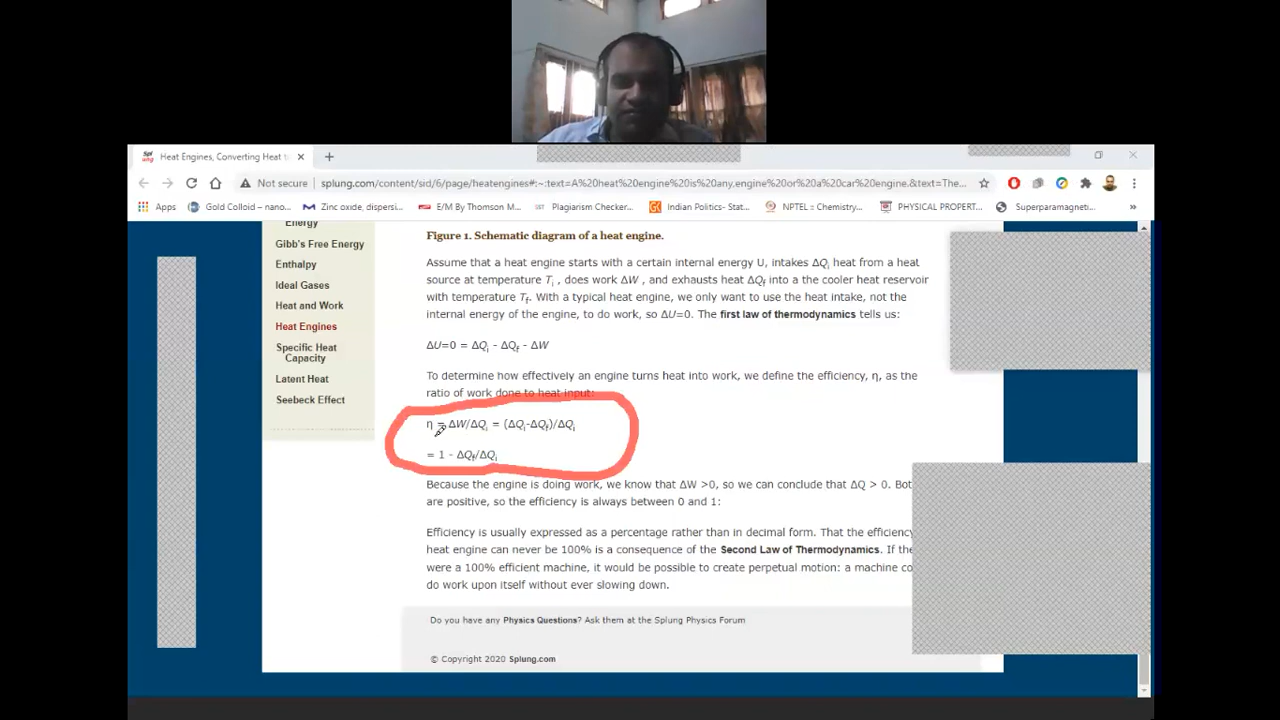 Spl
ung
Heat Engines, Converting Heat t
Not secure
splung.com/content/sid/6/page/heatengines#:~:text=A%20heat%20engine%20is%20any,engine%20or%20a%20car%20engine.&text=The...
Apps
Gold Colloid – nano...
Zinc oxide, dispersi...
E/M By Thomson M...
Plagiarism Checker...
Indian Politics- Stat...
NPTEL :: Chemistry...
PHYSICAL PROPERT...
Superparamagneti...
»
Energy
Gibb's Free Energy
Enthalpy
Ideal Gases
Heat and Work
Heat Engines
Specific Heat
Capacity
Latent Heat
Seebeck Effect
Figure 1. Schematic diagram of a heat engine.
Assume that a heat engine starts with a certain internal energy U, intakes ΔQi heat from a heat
source at temperature Ti , does work ΔW , and exhausts heat ΔQf into a cooler heat reservoir
with temperature Tf. With a typical heat engine, we only want to use the heat intake, not the
internal energy of the engine, to do work, so ΔU=0. The first law of thermodynamics tells us:
ΔU=0 = ΔQi - ΔQf - ΔW
To determine how effectively an engine turns heat into work, we define the efficiency, η, as the
ratio of work done to heat input:
η = ΔW/ΔQi = (ΔQi-ΔQf)/ΔQi
= 1 - ΔQf/ΔQi
Because the engine is doing work, we know that ΔW >0, so we can conclude that ΔQ > 0. Bot
are positive, so the efficiency is always between 0 and 1:
Efficiency is usually expressed as a percentage rather than in decimal form. That the efficiency
heat engine can never be 100% is a consequence of the Second Law of Thermodynamics. If the
were a 100% efficient machine, it would be possible to create perpetual motion: a machine co
do work upon itself without ever slowing down.
Do you have any Physics Questions? Ask them at the Splung Physics Forum
© Copyright 2020 Splung.com